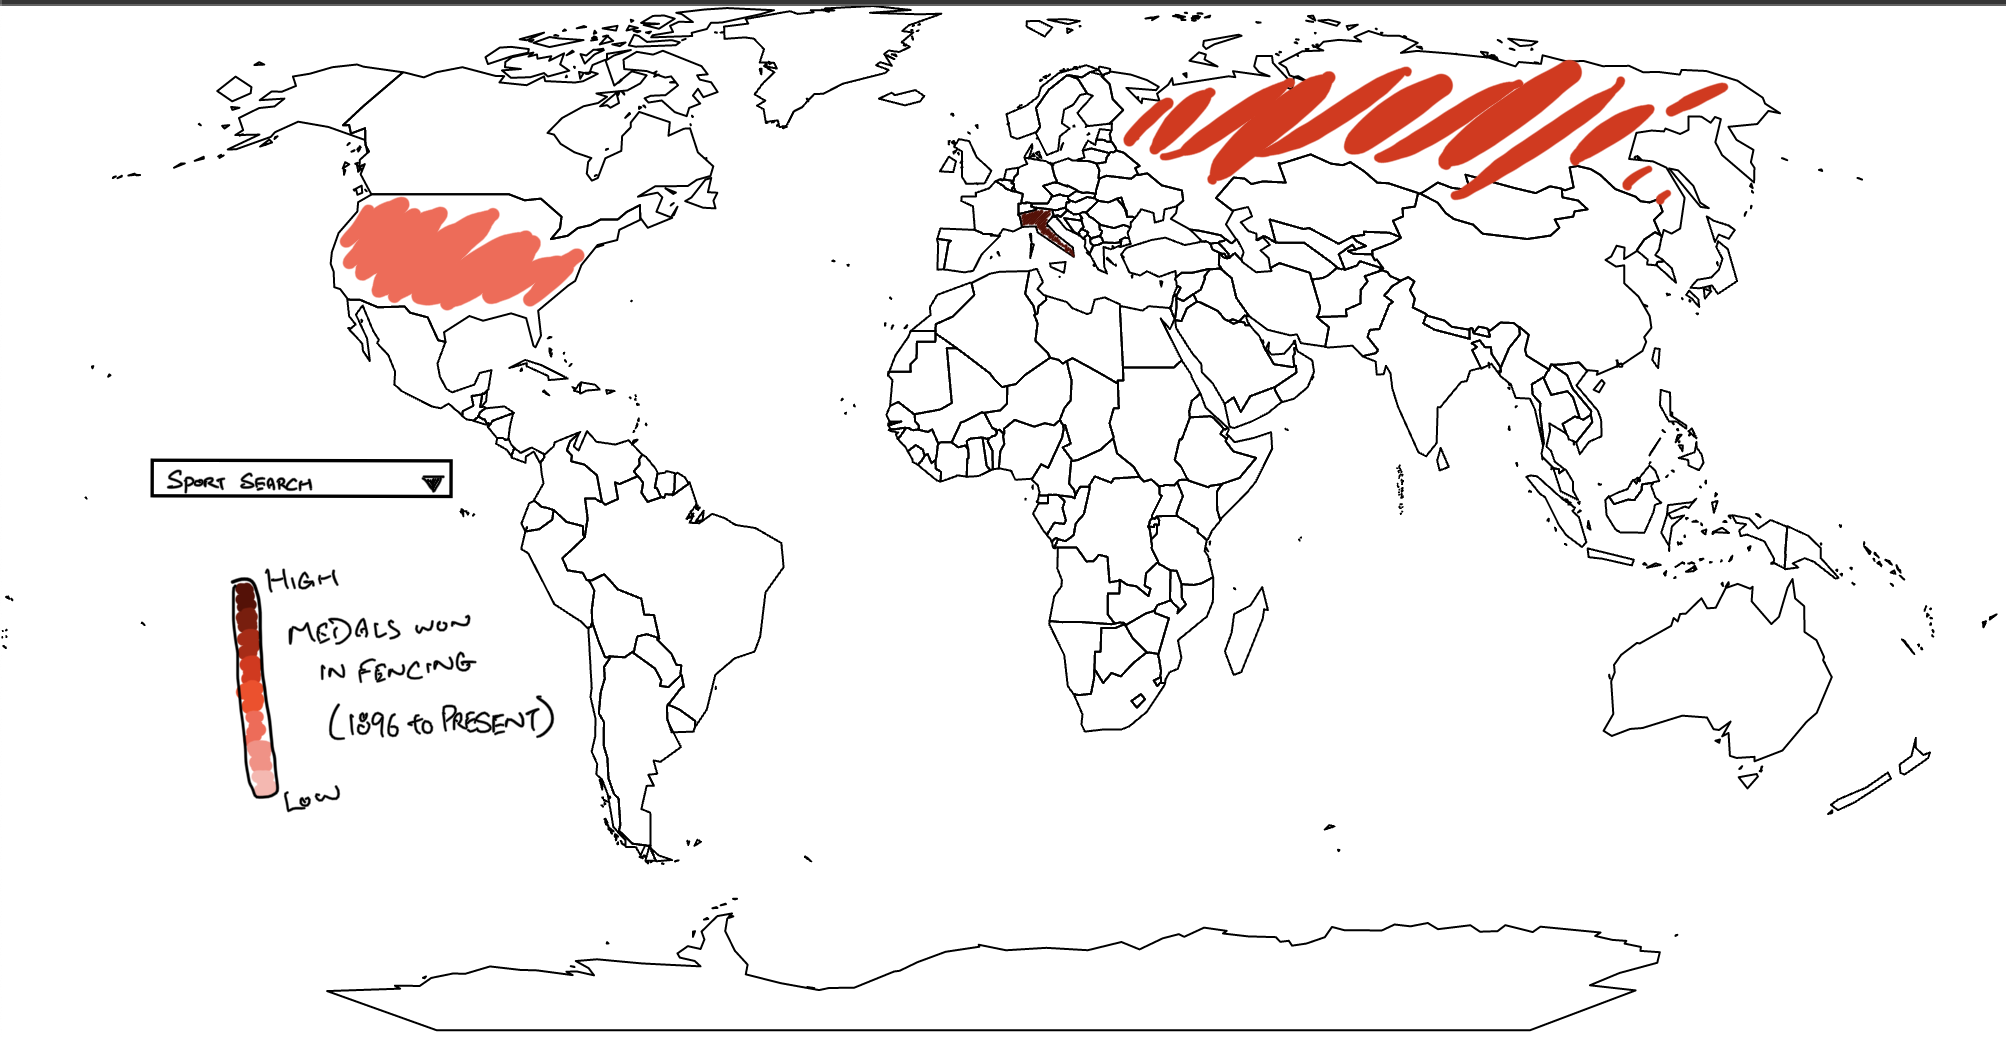 SPORT SEARCH
HIGH
MEDALS WON
IN FENCING
(1896 to PRESENT)
LOW